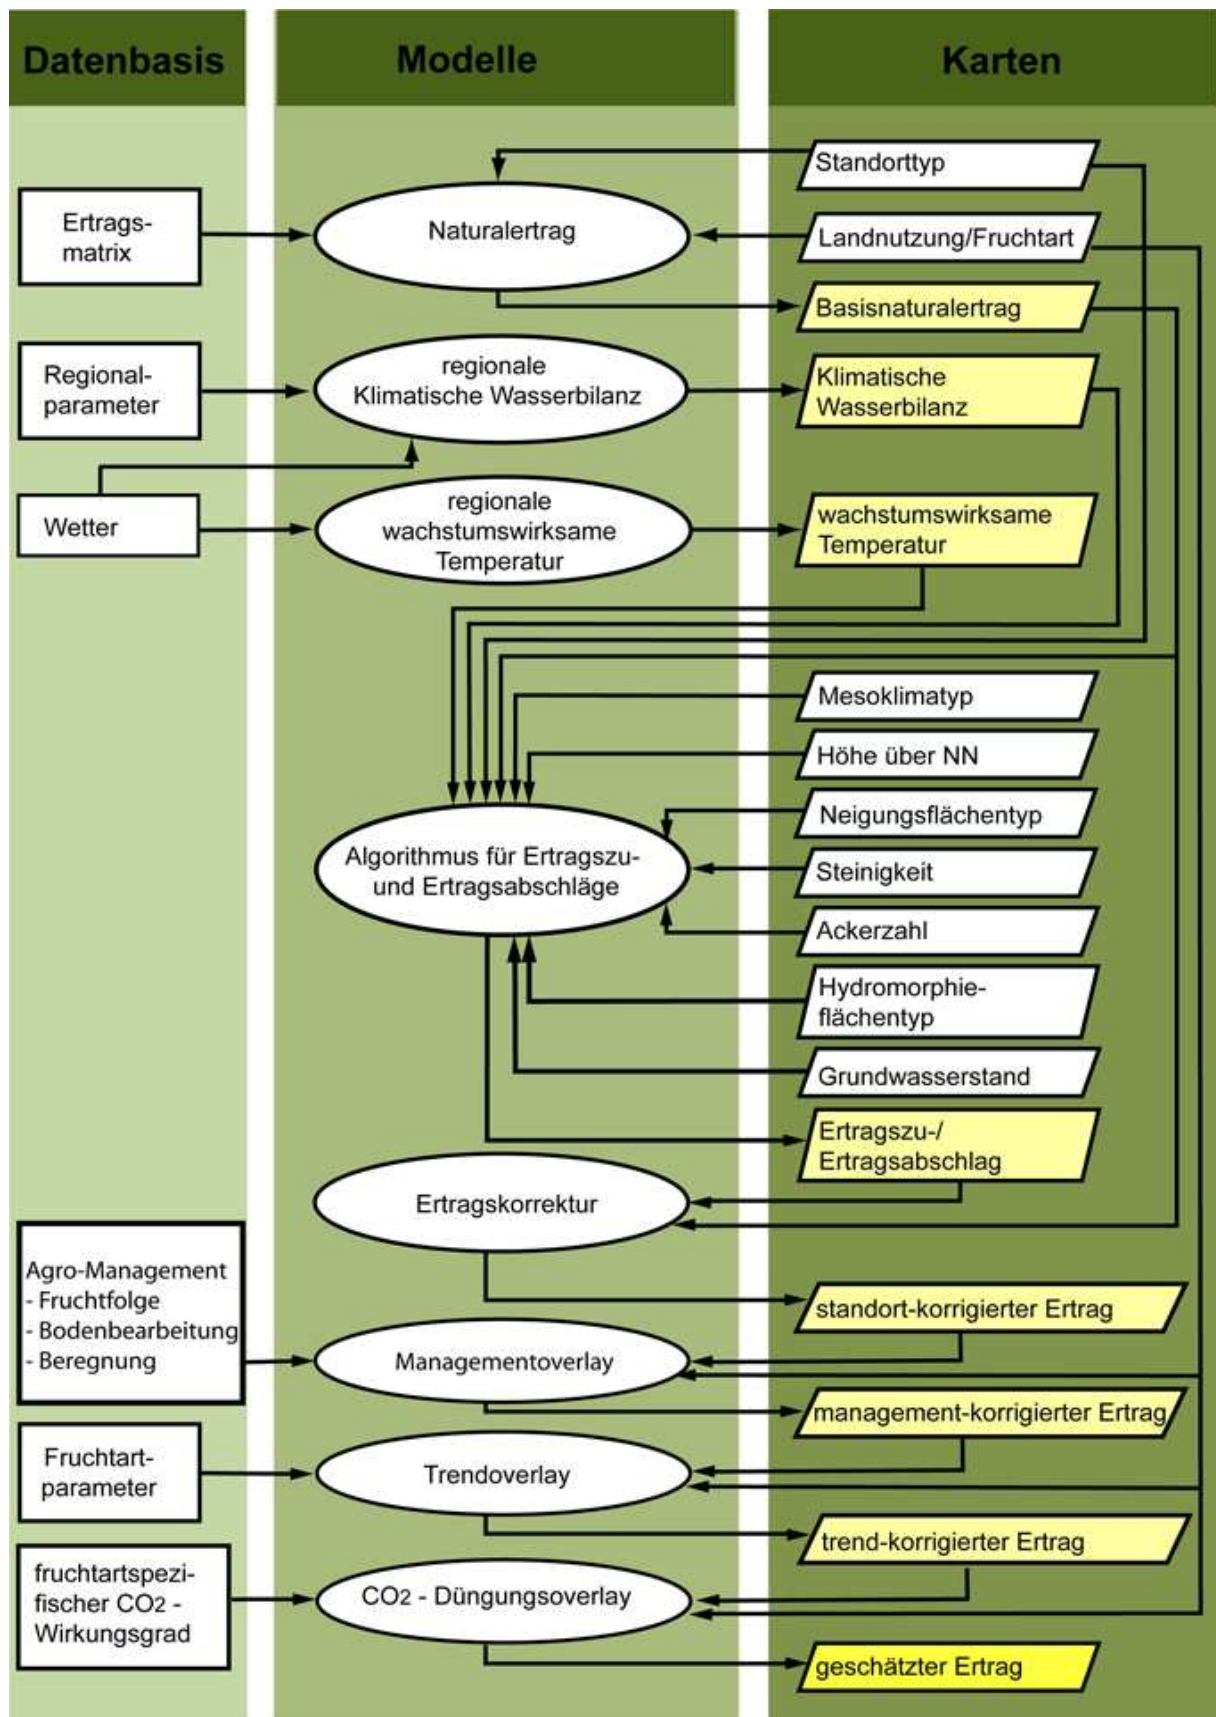 Datenbasis
Modelle
Karten
Standorttyp
Ertrags-
matrix
Naturalertrag
Landnutzung/Fruchtart
Basisnaturalertrag
Regional-
parameter
regionale
Klimatische Wasserbilanz
Klimatische
Wasserbilanz
Wetter
regionale
wachstumswirksame
Temperatur
wachstumswirksame
Temperatur
Mesoklimatyp
Höhe über NN
Neigungsflächentyp
Algorithmus für Ertragszu-
und Ertragsabschläge
Steinigkeit
Ackerzahl
Hydromorphie-
flächentyp
Grundwasserstand
Ertragszu-/
Ertragsabschlag
Ertragskorrektur
Agro-Management
- Fruchtfolge
- Bodenbearbeitung
- Beregnung
standort-korrigierter Ertrag
Managementoverlay
management-korrigierter Ertrag
Fruchtart-
parameter
Trendoverlay
trend-korrigierter Ertrag
fruchtartspezi-
fischer CO2 -
Wirkungsgrad
CO2 - Düngungsoverlay
geschätzter Ertrag